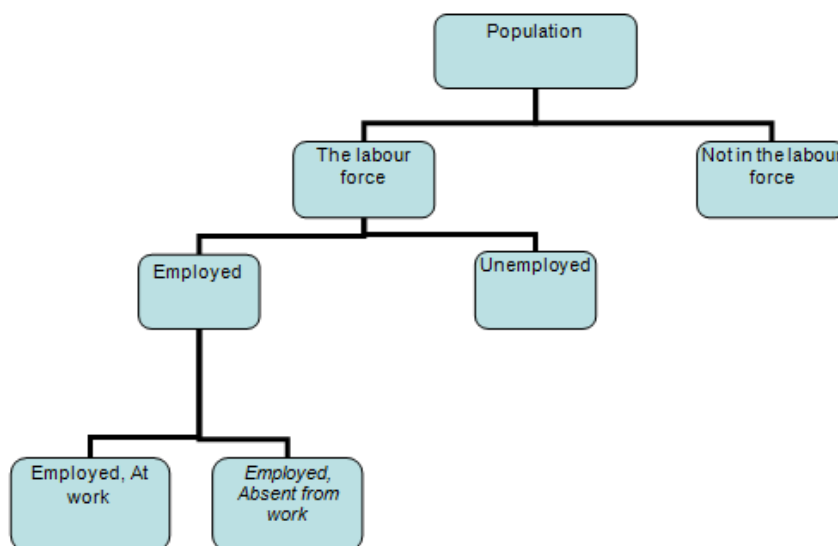 Population
The labour
force
Not in the labour
force
Employed
Unemployed
Employed, At
work
Employed,
Absent from
work